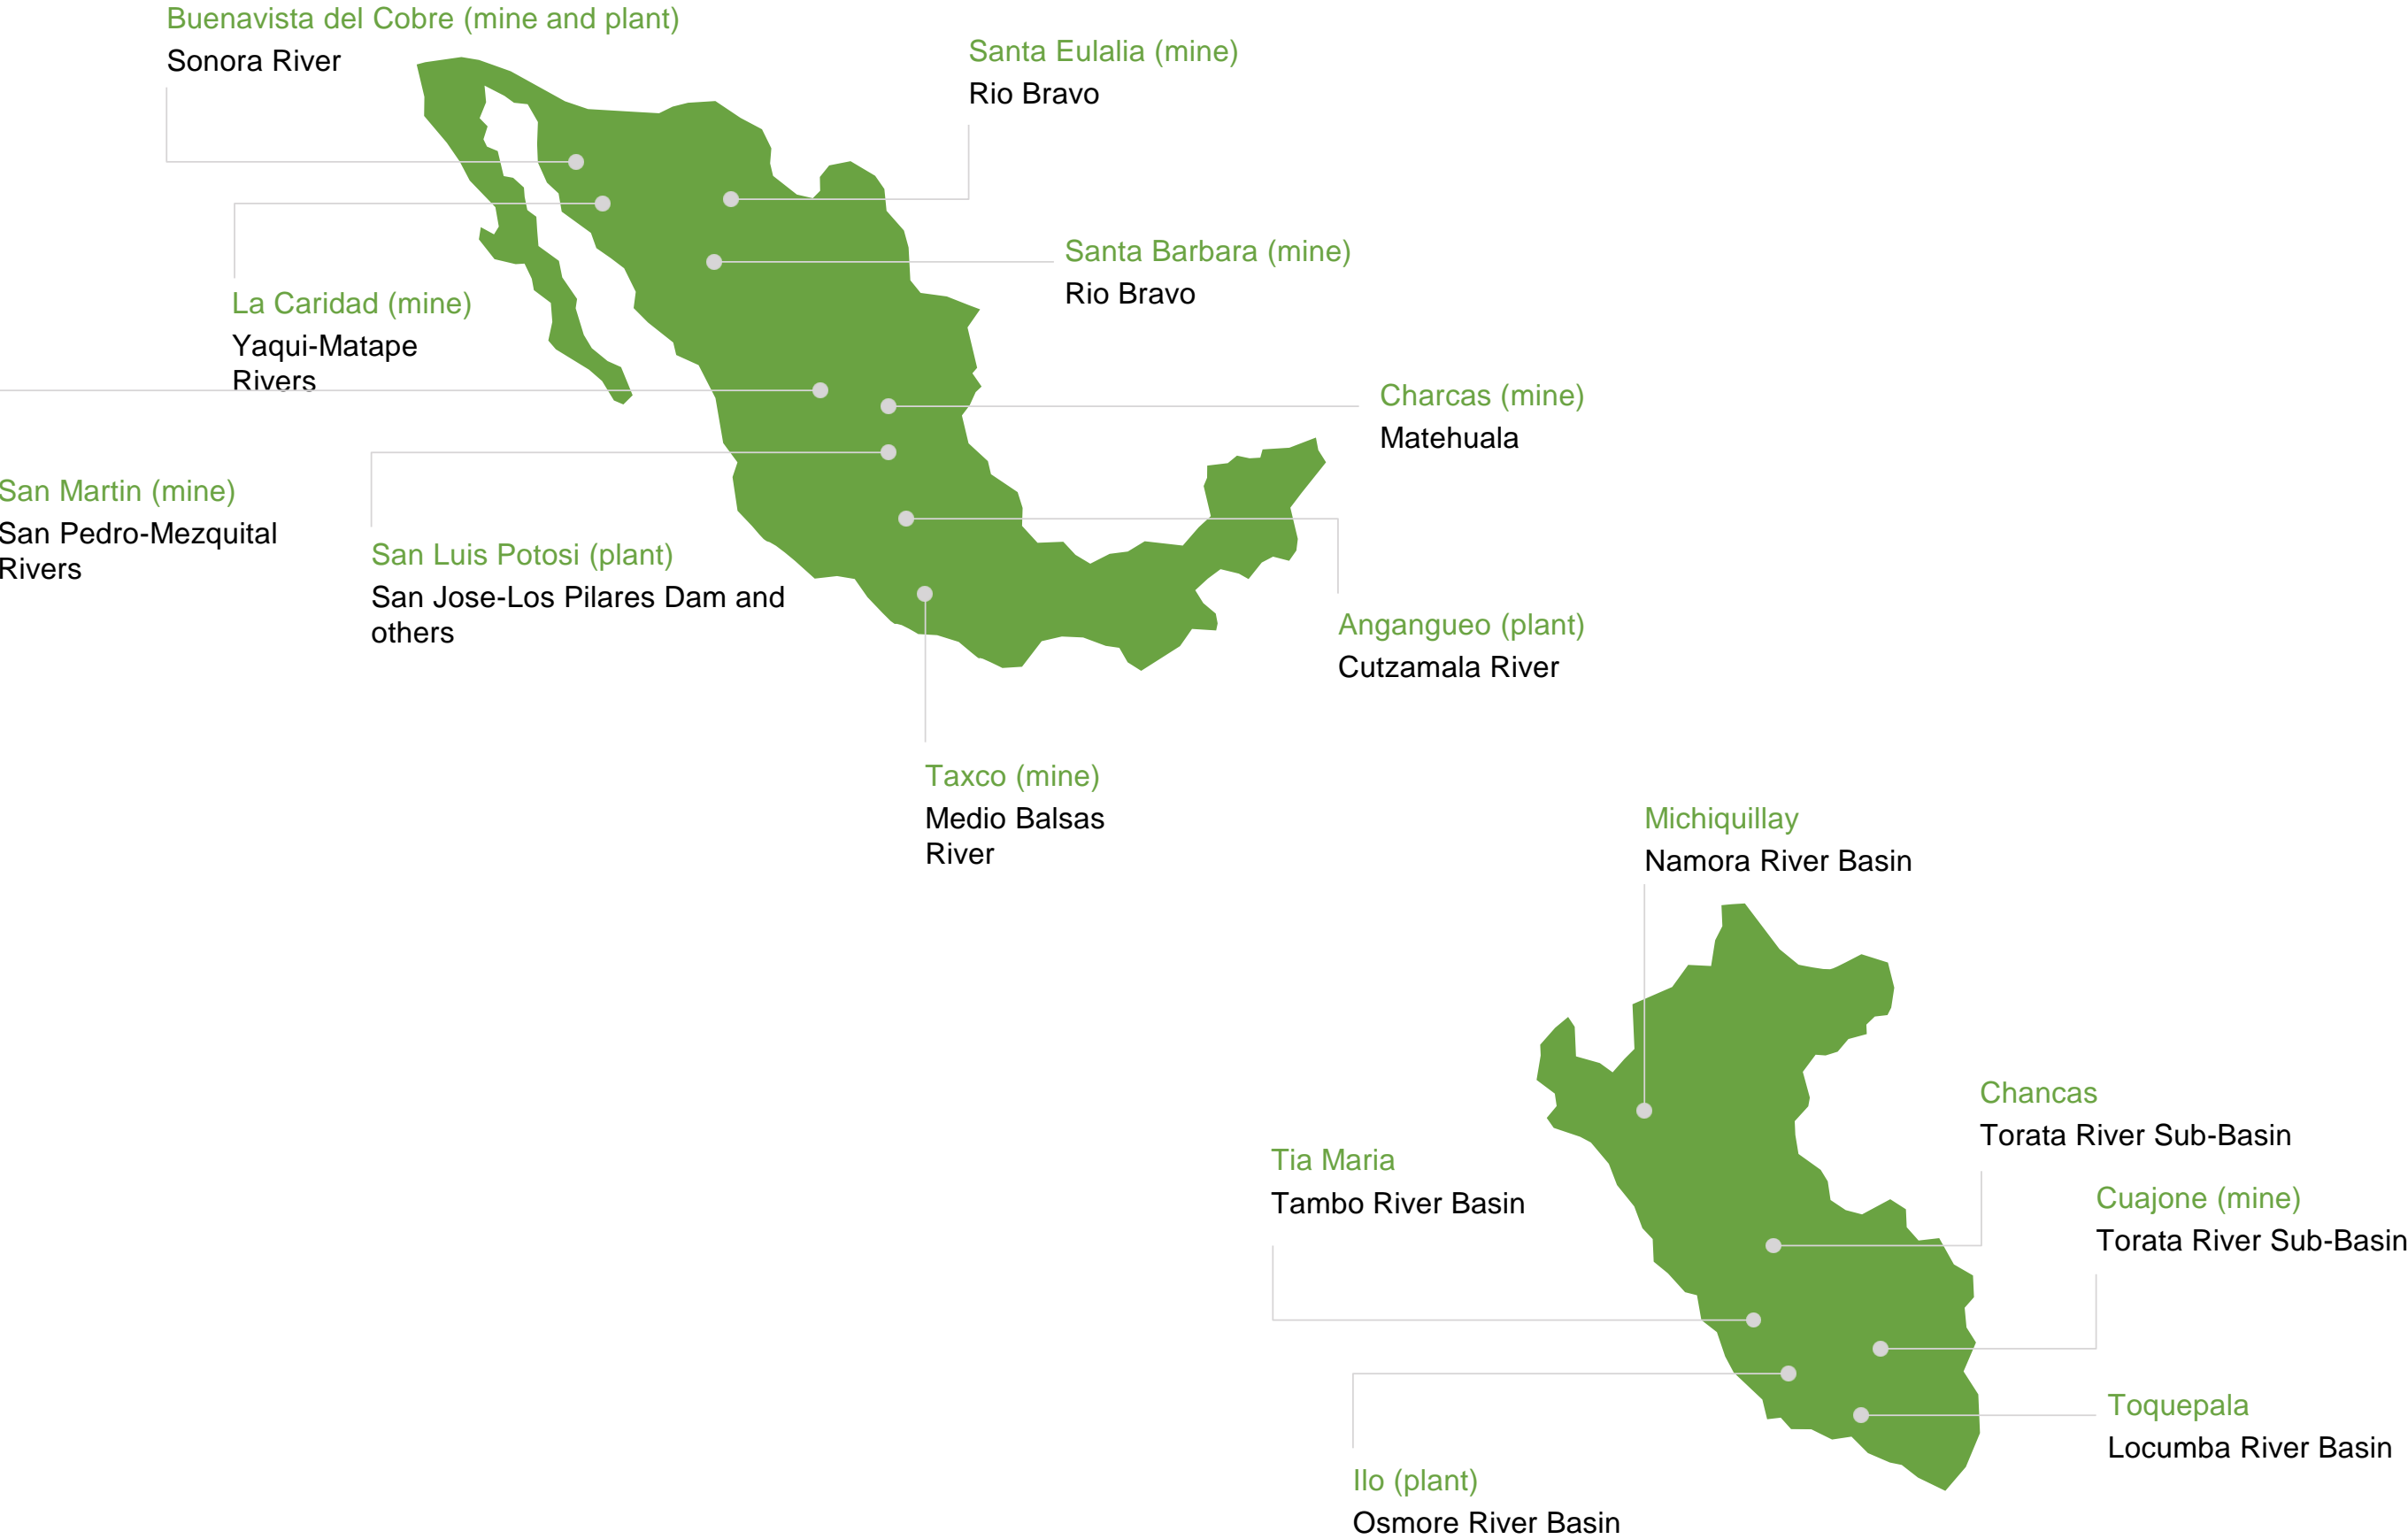 Buenavista del Cobre (mine and plant)
Sonora River
Santa Eulalia (mine)
Rio Bravo
Santa Barbara (mine)
Rio Bravo
La Caridad (mine)
Yaqui-Matape
Rivers
Charcas (mine)
Matehuala
San Martin (mine)
San Pedro-Mezquital
Rivers
San Luis Potosi (plant)
San Jose-Los Pilares Dam and
others
Angangueo (plant)
Cutzamala River
Taxco (mine)
Medio Balsas
River
Michiquillay
Namora River Basin
Chancas
Torata River Sub-Basin
Tia Maria
Tambo River Basin
Cuajone (mine)
Torata River Sub-Basin
Toquepala
Locumba River Basin
Ilo (plant)
Osmore River Basin